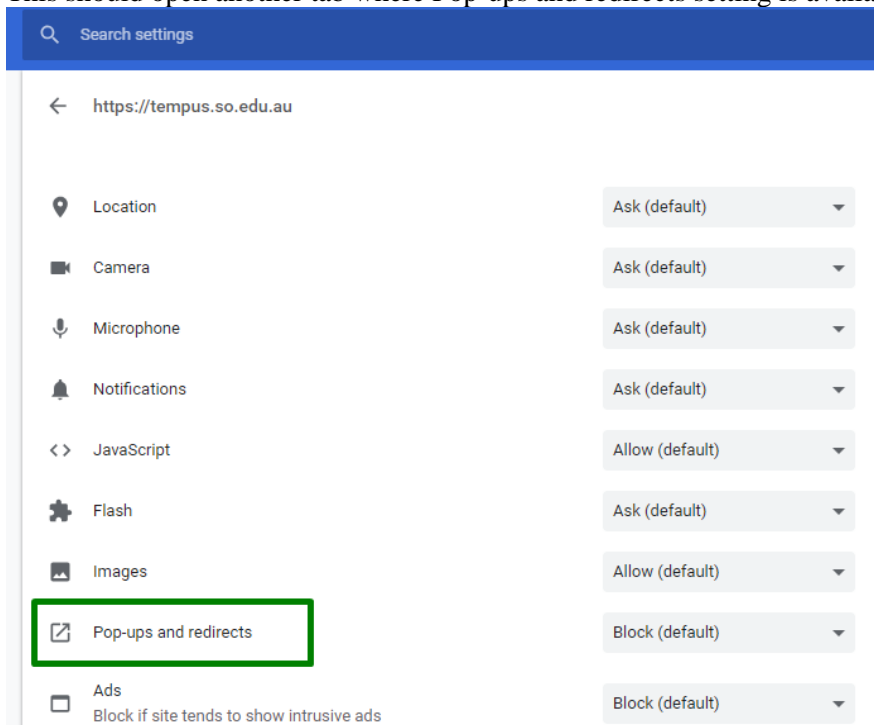 Search settings
https://tempus.so.edu.au
Location Ask (default)
Camera Ask (default)
Microphone Ask (default)
Notifications Ask (default)
JavaScript Allow (default)
Flash Ask (default)
Images Allow (default)
Pop-ups and redirects Block (default)
Ads Block (default)
Block if site tends to show intrusive ads